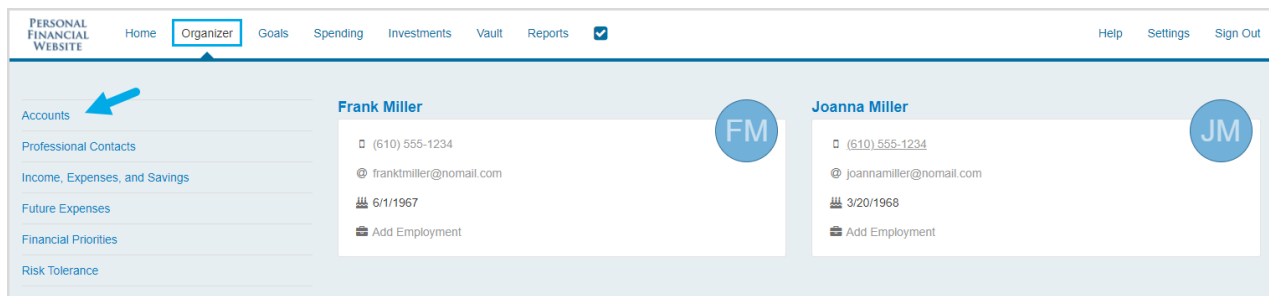 PERSONAL
FINANCIAL
WEBSITE
Home Organizer Goals Spending Investments Vault Reports Help Settings Sign Out
Accounts
Professional Contacts
Income, Expenses, and Savings
Future Expenses
Financial Priorities
Risk Tolerance
Frank Miller
FM
(610) 555-1234
@ franktmiller@nomail.com
6/1/1967
Add Employment
Joanna Miller
JM
(610) 555-1234
@ joannamiller@nomail.com
3/20/1968
Add Employment